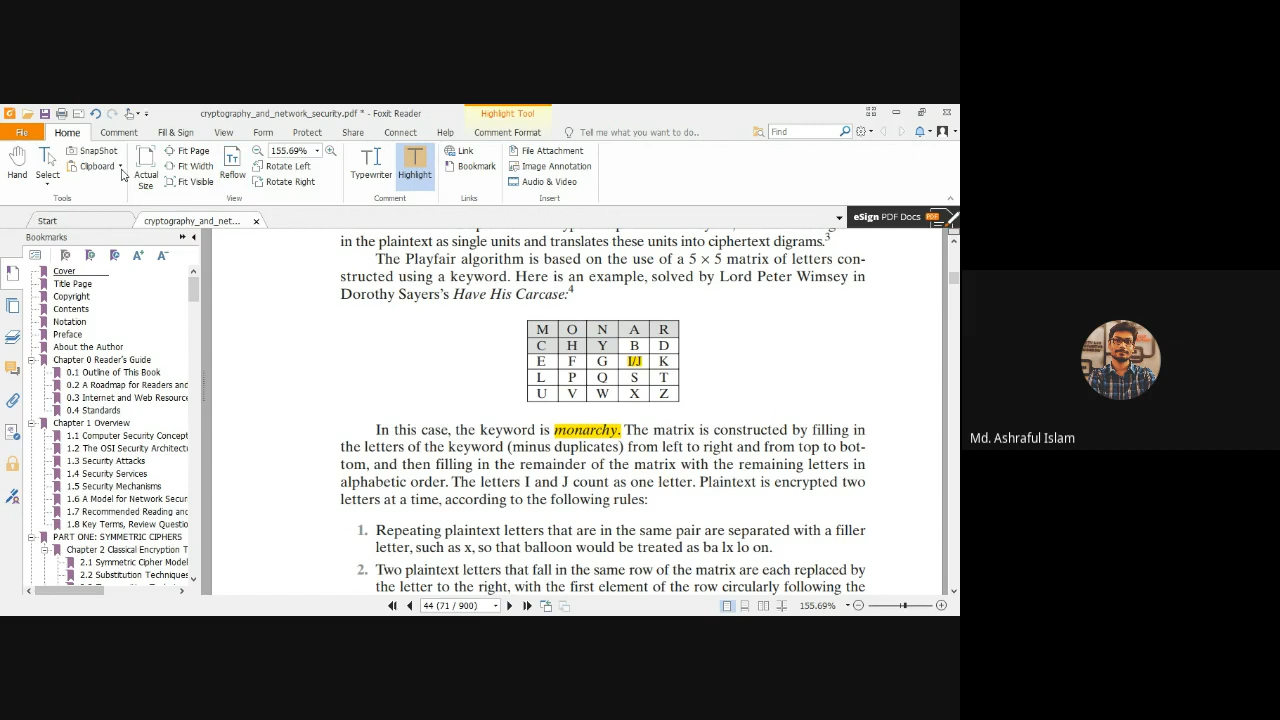 cryptography_and_network_security.pdf * - Foxit Reader
Highlight Tool
File Home Comment Fill & Sign View Form Protect Share Connect Help Comment Format Tell me what you want to do.. Find
Hand Select SnapShot Clipboard Actual Size Fit Page Fit Width Fit Visible Reflow 155.69% Rotate Left Rotate Right Typewriter Highlight Link Bookmark File Attachment Image Annotation Audio & Video
Tools View Comment Links Insert
Start cryptography_and_net... eSign PDF Docs
Bookmarks
Cover
Title Page
Copyright
Contents
Notation
Preface
About the Author
Chapter 0 Reader's Guide
0.1 Outline of This Book
0.2 A Roadmap for Readers and
0.3 Internet and Web Resource
0.4 Standards
Chapter 1 Overview
1.1 Computer Security Concept
1.2 The OSI Security Architec
1.3 Security Attacks
1.4 Security Services
1.5 Security Mechanisms
1.6 A Model for Network Secur
1.7 Recommended Reading and
1.8 Key Terms, Review Questio
PART ONE: SYMMETRIC CIPHERS
Chapter 2 Classical Encryption T
2.1 Symmetric Cipher Model
2.2 Substitution Techniques
in the plaintext as single units and translates these units into ciphertext digrams.3
The Playfair algorithm is based on the use of a 5 × 5 matrix of letters con-
structed using a keyword. Here is an example, solved by Lord Peter Wimsey in
Dorothy Sayers's Have His Carcase:4
M O N A R
C H Y B D
E F G I/J K
L P Q S T
U V W X Z
In this case, the keyword is monarchy. The matrix is constructed by filling in
the letters of the keyword (minus duplicates) from left to right and from top to bot-
tom, and then filling in the remainder of the matrix with the remaining letters in
alphabetic order. The letters I and J count as one letter. Plaintext is encrypted two
letters at a time, according to the following rules:
1. Repeating plaintext letters that are in the same pair are separated with a filler
letter, such as x, so that balloon would be treated as ba lx lo on.
2. Two plaintext letters that fall in the same row of the matrix are each replaced by
the letter to the right, with the first element of the row circularly following the
44 (71 / 900) 155.69%
Md. Ashraful Islam